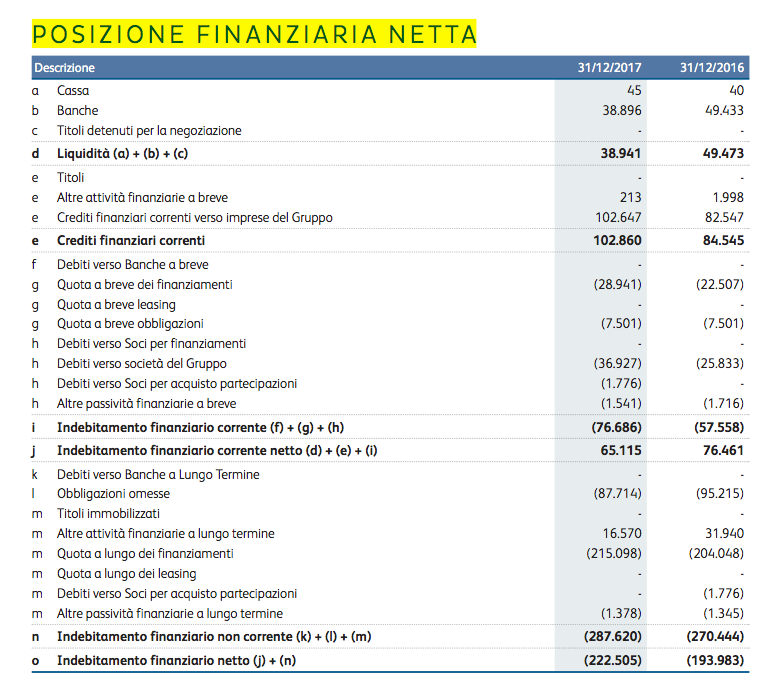 POSIZIONE FINANZIARIA NETTA
Descrizione 31/12/2017 31/12/2016
a Cassa 45 40
b Banche 38.896 49.433
c Titoli detenuti per la negoziazione - -
d Liquidità (a) + (b) + (c) 38.941 49.473
e Titoli - -
e Altre attività finanziarie a breve 213 1.998
e Crediti finanziari correnti verso imprese del Gruppo 102.647 82.547
e Crediti finanziari correnti 102.860 84.545
f Debiti verso Banche a breve - -
g Quota a breve dei finanziamenti (28.941) (22.507)
g Quota a breve leasing - -
g Quota a breve obbligazioni (7.501) (7.501)
h Debiti verso Soci per finanziamenti - -
h Debiti verso società del Gruppo (36.927) (25.833)
h Debiti verso Soci per acquisto partecipazioni (1.776) -
h Altre passività finanziarie a breve (1.541) (1.716)
i Indebitamento finanziario corrente (f) + (g) + (h) (76.686) (57.558)
j Indebitamento finanziario corrente netto (d) + (e) + (i) 65.115 76.461
k Debiti verso Banche a Lungo Termine - -
l Obbligazioni omesse (87.714) (95.215)
m Titoli immobilizzati - -
m Altre attività finanziarie a lungo termine 16.570 31.940
m Quota a lungo dei finanziamenti (215.098) (204.048)
m Quota a lungo dei leasing - -
m Debiti verso Soci per acquisto partecipazioni - (1.776)
m Altre passività finanziarie a lungo termine (1.378) (1.345)
n Indebitamento finanziario non corrente (k) + (l) + (m) (287.620) (270.444)
o Indebitamento finanziario netto (j) + (n) (222.505) (193.983)